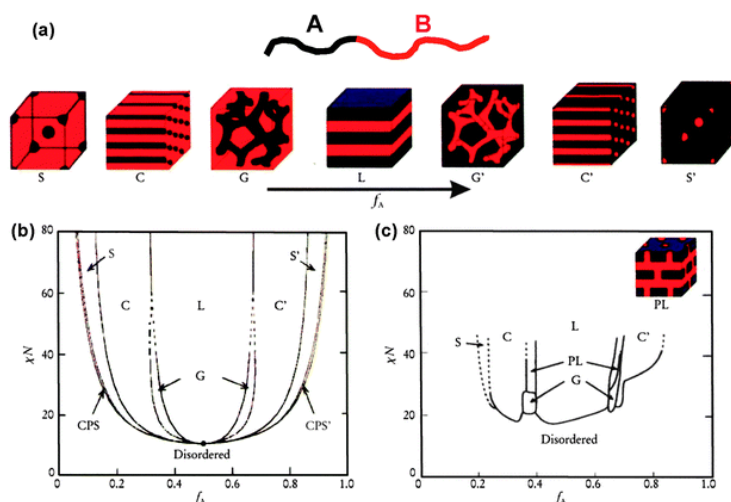 (a)
A B
S C G L G' C' S'
fA
(b)
80
60
40
20
0
χN
S
S'
C
L
C'
G
CPS
CPS'
Disordered
0 0.2 0.4 0.6 0.8 1.0
fA
(c)
80
60
40
20
0
χN
PL
L
C
C'
S
PL
G
Disordered
0 0.2 0.4 0.6 0.8 1.0
fA